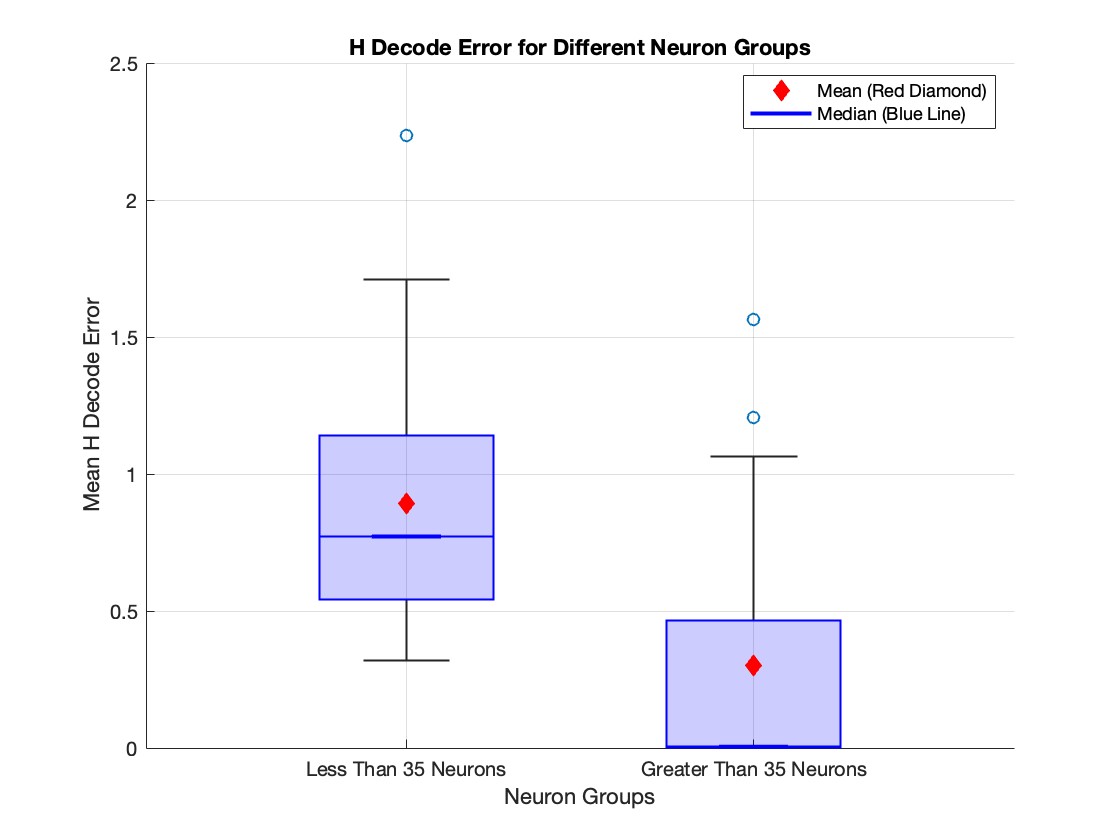 H Decode Error for Different Neuron Groups
Mean (Red Diamond)
Median (Blue Line)
2.5
2
1.5
1
0.5
0
Mean H Decode Error
Less Than 35 Neurons
Greater Than 35 Neurons
Neuron Groups